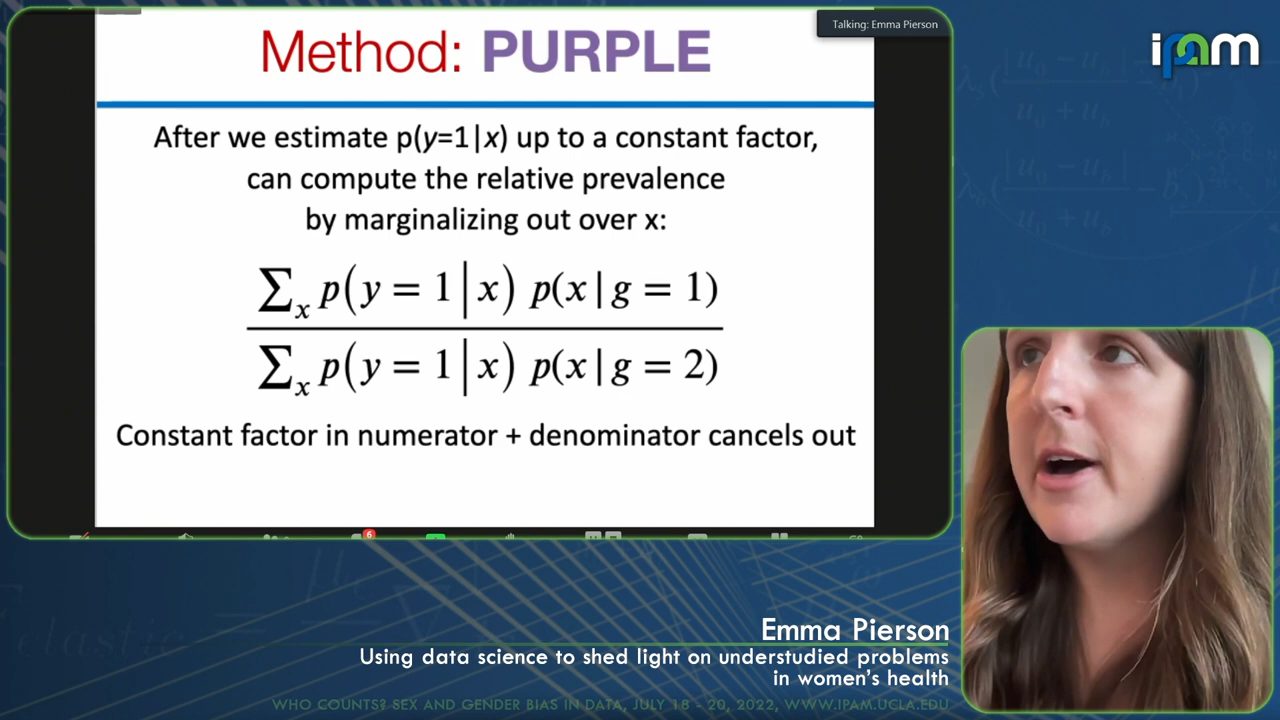 Method: PURPLE
Talking: Emma Pierson
ipam
After we estimate p(y=1|x) up to a constant factor,
can compute the relative prevalence
by marginalizing out over x:
∑ₓ p(y = 1|x) p(x|g = 1)
∑ₓ p(y = 1|x) p(x|g = 2)
Constant factor in numerator + denominator cancels out
6
Emma Pierson
Using data science to shed light on understudied problems
in women's health
WHO COUNTS? SEX AND GENDER BIAS IN DATA, JULY 18 - 20, 2022, WWW.IPAM.UCLA.EDU